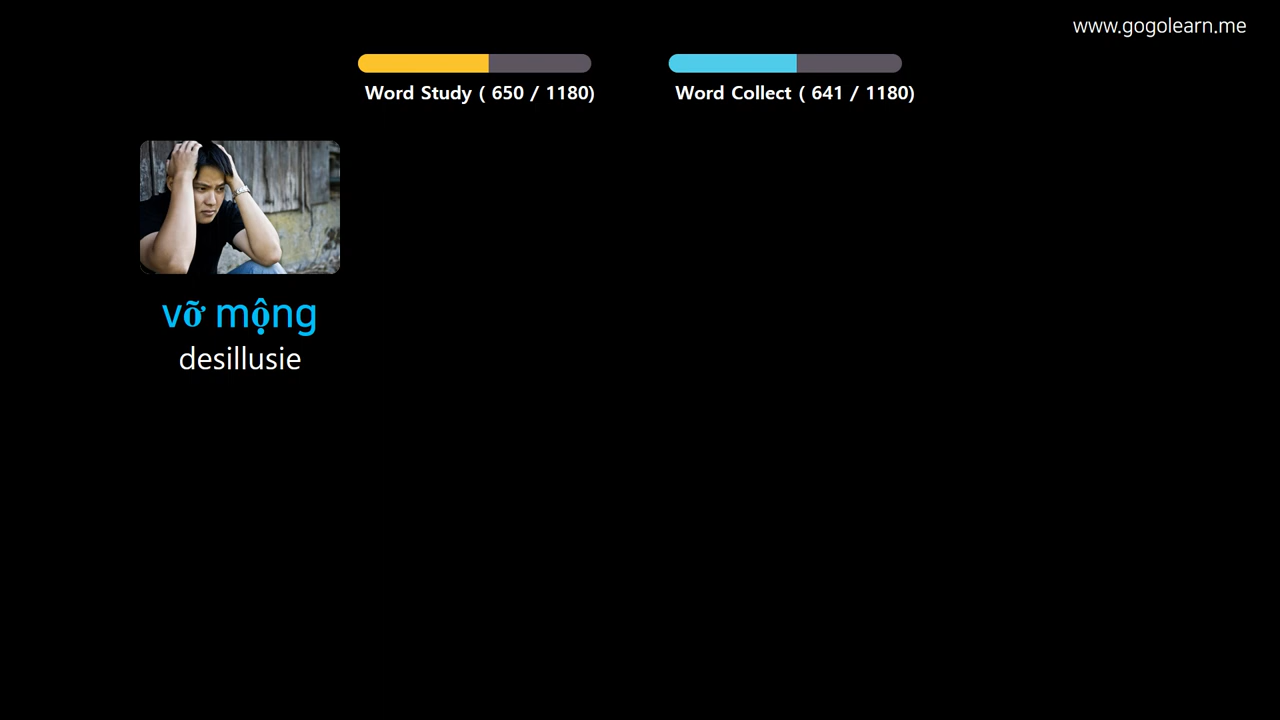 www.gogolearn.me
Word Study ( 650 / 1180)
Word Collect ( 641 / 1180)
vỡ mộng
desillusie